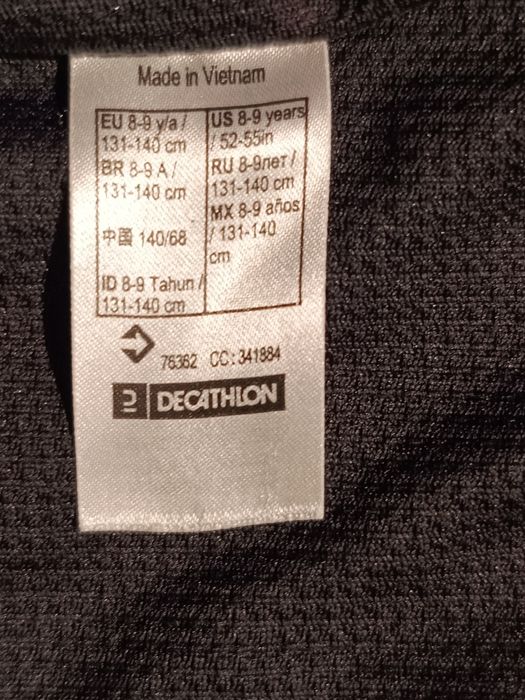 Made in Vietnam
EU 8-9 y/a /
131-140 cm
BR 8-9 A /
131-140 cm
中国 140/68
ID 8-9 Tahun /
131-140 cm
US 8-9 years
/ 52-55in
RU 8-9лет /
131-140 cm
MX 8-9 años
/ 131-140
cm
76362 CC: 341884
DECATHLON